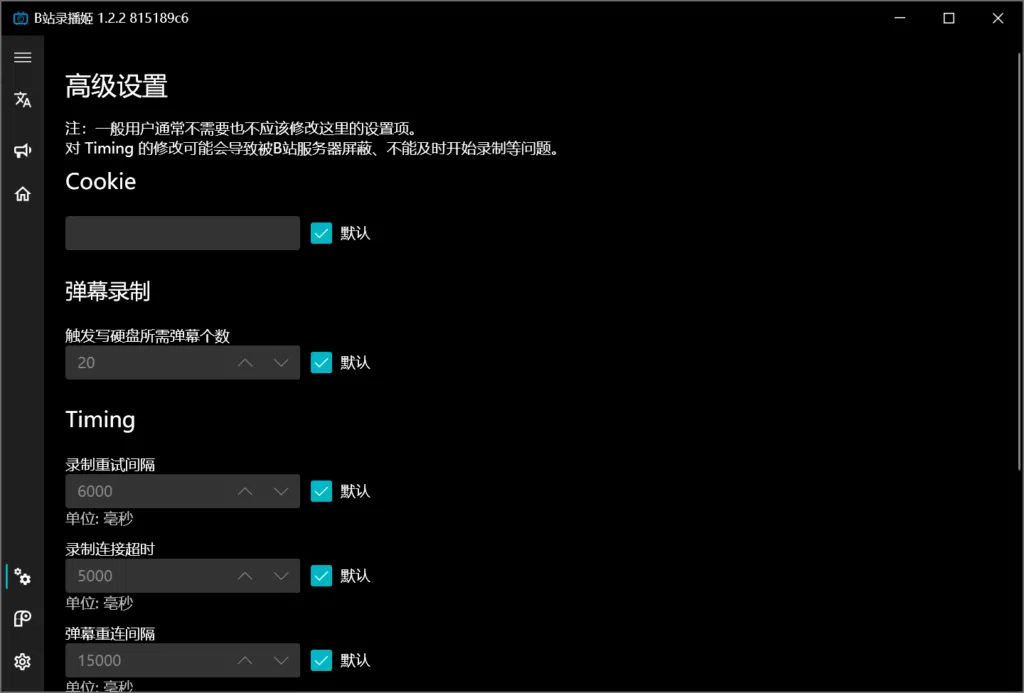 B站录播姬 1.2.2 815189c6
高级设置
注：一般用户通常不需要也不应该修改这里的设置项。
对 Timing 的修改可能会导致被B站服务器屏蔽、不能及时开始录制等问题。
Cookie
默认
弹幕录制
触发写硬盘所需弹幕个数
20 默认
Timing
录制重试间隔
6000 默认
单位: 毫秒
录制连接超时
5000 默认
单位: 毫秒
弹幕重连间隔
15000 默认
单位: 毫秒